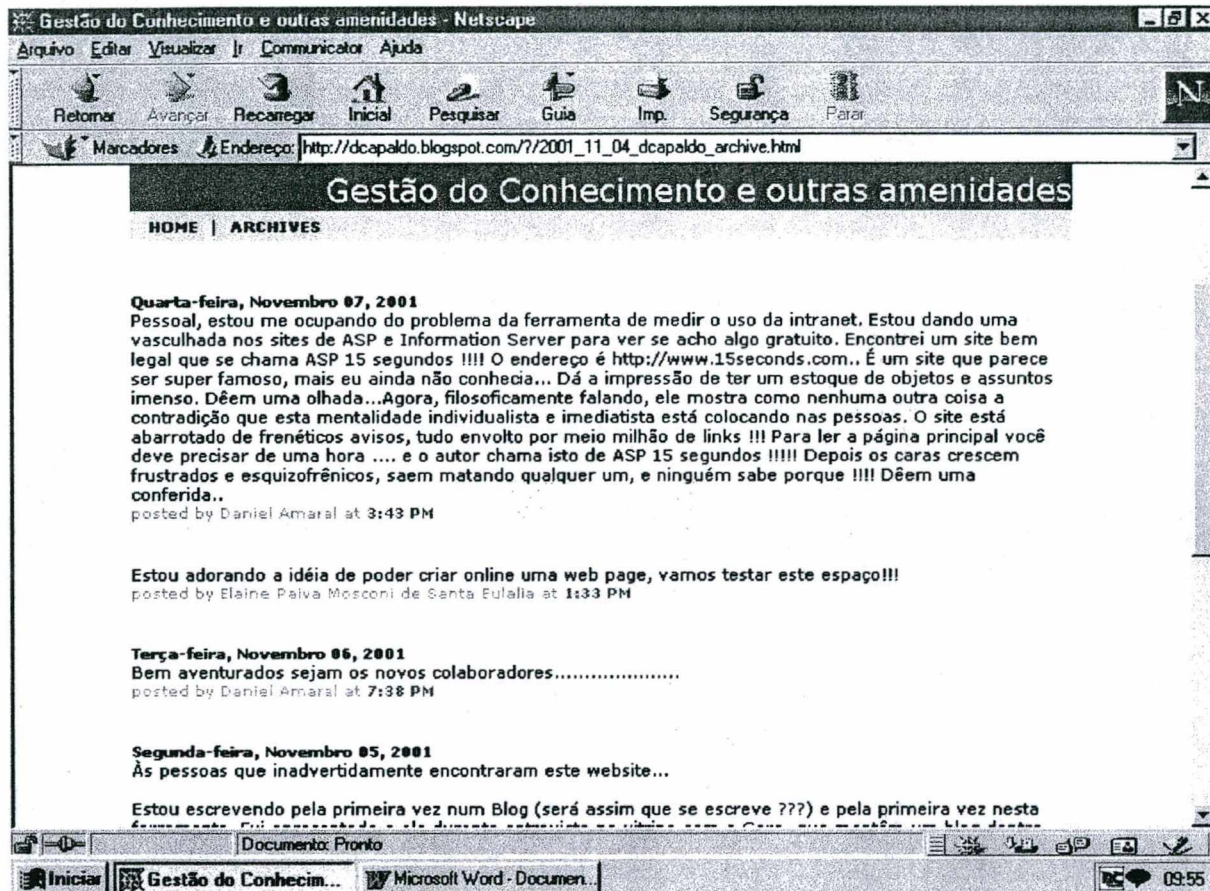 Gestão do Conhecimento e outras amenidades - Netscape
Arquivo Editar Visualizar Ir Communicator Ajuda
Retornar Avançar Recarregar Inicial Pesquisar Guia Imp. Segurança Parar
N
Marcadores Endereço: http://dcapaldo.blogspot.com/?/2001_11_04_dcapaldo_archive.html
Gestão do Conhecimento e outras amenidades
HOME | ARCHIVES
Quarta-feira, Novembro 07, 2001
Pessoal, estou me ocupando do problema da ferramenta de medir o uso da intranet. Estou dando uma
vasculhada nos sites de ASP e Information Server para ver se acho algo gratuito. Encontrei um site bem
legal que se chama ASP 15 segundos !!!! O endereço é http://www.15seconds.com.. É um site que parece
ser super famoso, mais eu ainda não conhecia... Dá a impressão de ter um estoque de objetos e assuntos
imenso. Dêem uma olhada...Agora, filosoficamente falando, ele mostra como nenhuma outra coisa a
contradição que esta mentalidade individualista e imediatista está colocando nas pessoas. O site está
abarrotado de frenéticos avisos, tudo envolto por meio milhão de links !!! Para ler a página principal você
deve precisar de uma hora .... e o autor chama isto de ASP 15 segundos !!!!! Depois os caras crescem
frustrados e esquizofrênicos, saem matando qualquer um, e ninguém sabe porque !!!! Dêem uma
conferida..
posted by Daniel Amaral at 3:43 PM
Estou adorando a idéia de poder criar online uma web page, vamos testar este espaço!!!
posted by Elaine Paiva Mosconi de Santa Eulalia at 1:33 PM
Terça-feira, Novembro 06, 2001
Bem aventurados sejam os novos colaboradores.....................
posted by Daniel Amaral at 7:38 PM
Segunda-feira, Novembro 05, 2001
Às pessoas que inadvertidamente encontraram este website...
Estou escrevendo pela primeira vez num Blog (será assim que se escreve ???) e pela primeira vez nesta
Documento: Pronto
Iniciar Gestão do Conhecim... Microsoft Word - Documen... 09:55